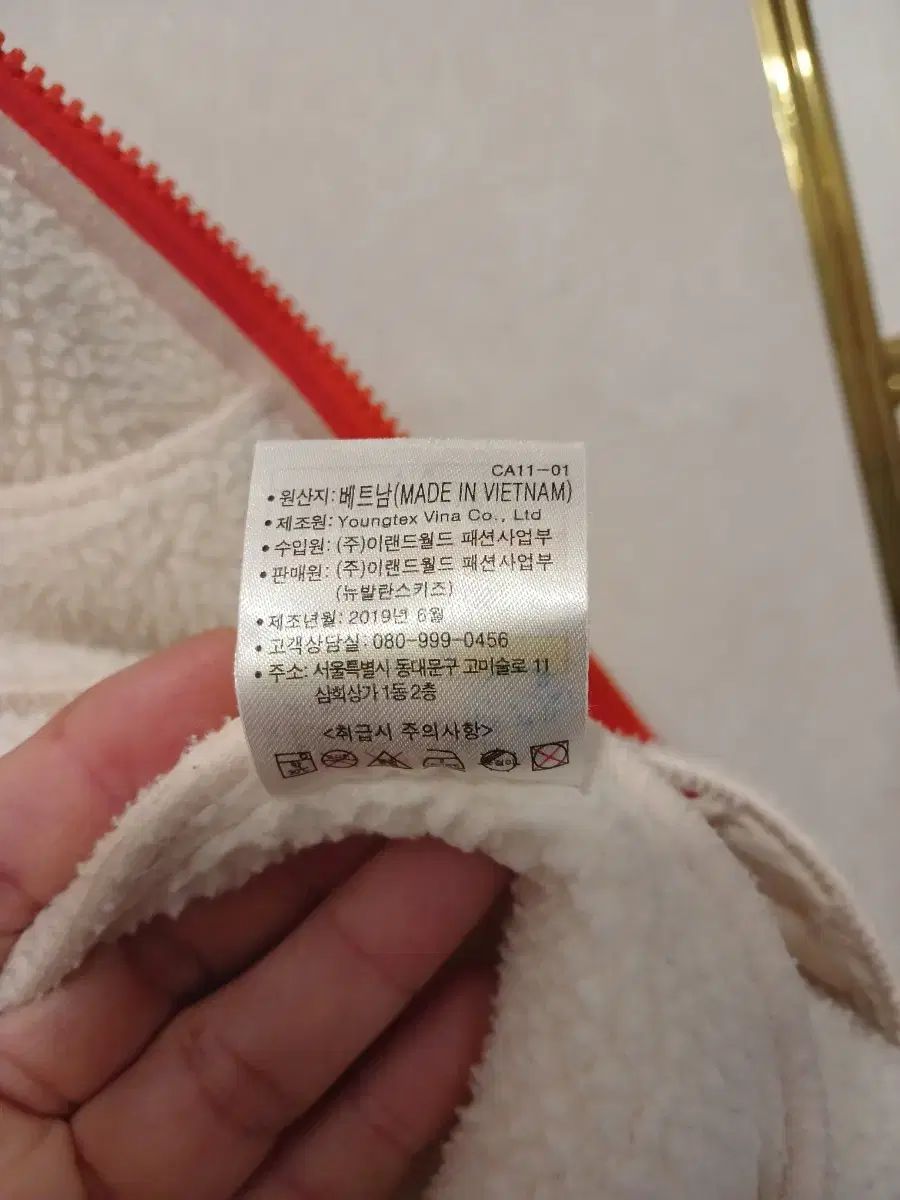 CA11-01
• 원산지: 베트남(MADE IN VIETNAM)
• 제조원: Youngtex Vina Co., Ltd
• 수입원: (주)이랜드월드 패션사업부
• 판매원: (주)이랜드월드 패션사업부
(뉴발란스키즈)
• 제조년월: 2019년 6월
• 고객상담실: 080-999-0456
• 주소: 서울특별시 동대문구 고미술로 11
삼희상가 1동 2층
<취급시 주의사항>